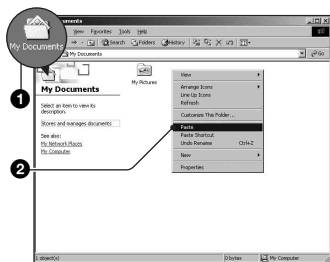 My Documents
Documents
View Favorites Tools Help
Search Folders History
My Documents
Go
My Documents
Select an item to view its
description.
Stores and manages documents
See also:
My Network Places
My Computer
My Pictures
View
Arrange Icons
Line Up Icons
Refresh
Customize This Folder...
Paste
Paste Shortcut
Undo Rename Ctrl+Z
New
Properties
1
2
1 object(s)
0 bytes
My Computer